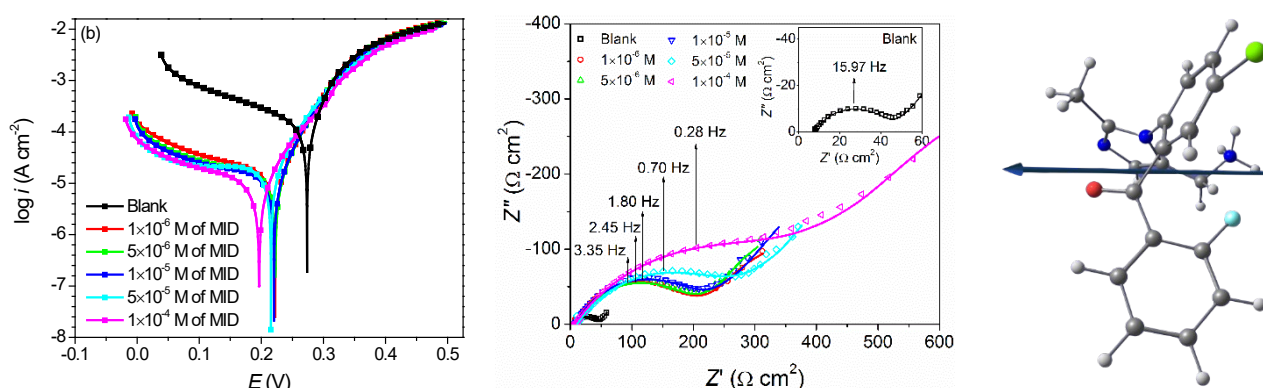 (b)
-2
-3
-4
-5
-6
-7
-8
log i (A cm⁻²)
Blank
1×10⁻⁶ M of MID
5×10⁻⁶ M of MID
1×10⁻⁵ M of MID
5×10⁻⁵ M of MID
1×10⁻⁴ M of MID
-0.1 0.0 0.1 0.2 0.3 0.4 0.5
E (V)
-400
-300
-200
-100
0
Z'' (Ω cm²)
Blank
1×10⁻⁶ M
5×10⁻⁶ M
1×10⁻⁵ M
5×10⁻⁵ M
1×10⁻⁴ M
-40
-20
0
Z'' (Ω cm²)
Blank
15.97 Hz
0 20 40 60
Z' (Ω cm²)
0.28 Hz
0.70 Hz
1.80 Hz
2.45 Hz
3.35 Hz
0 100 200 300 400 500 600
Z' (Ω cm²)